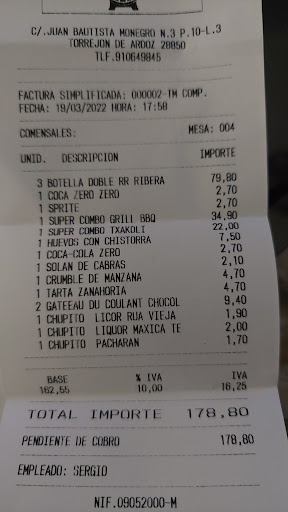 C/.JUAN BAUTISTA MONEGRO N.3 P.10-L.3
TORREJON DE ARDOZ 28850
TLF.910649845
FACTURA SIMPLIFICADA: 000002-TM COMP.
FECHA: 19/03/2022 HORA: 17:58
COMENSALES: MESA: 004
UNID. DESCRIPCION IMPORTE
3 BOTELLA DOBLE RR RIBERA 79,80
1 COCA ZERO ZERO 2,70
1 SPRITE 2,70
1 SUPER COMBO GRILL BBQ 34,90
1 SUPER COMBO TXAKOLI 22,00
1 HUEVOS CON CHISTORRA 7,50
1 COCA-COLA ZERO 2,70
1 SOLAN DE CABRAS 2,10
1 CRUMBLE DE MANZANA 4,70
1 TARTA ZANAHORIA 4,70
2 GATEEAU DU COULANT CHOCOL 9,40
1 CHUPITO LICOR RUA VIEJA 1,90
1 CHUPITO LIQUOR MAXICA TE 2,00
1 CHUPITO PACHARAN 1,70
BASE % IVA IVA
162,55 10,00 16,25
TOTAL IMPORTE 178,80
PENDIENTE DE COBRO 178,80
EMPLEADO: SERGIO
NIF.09052000-M